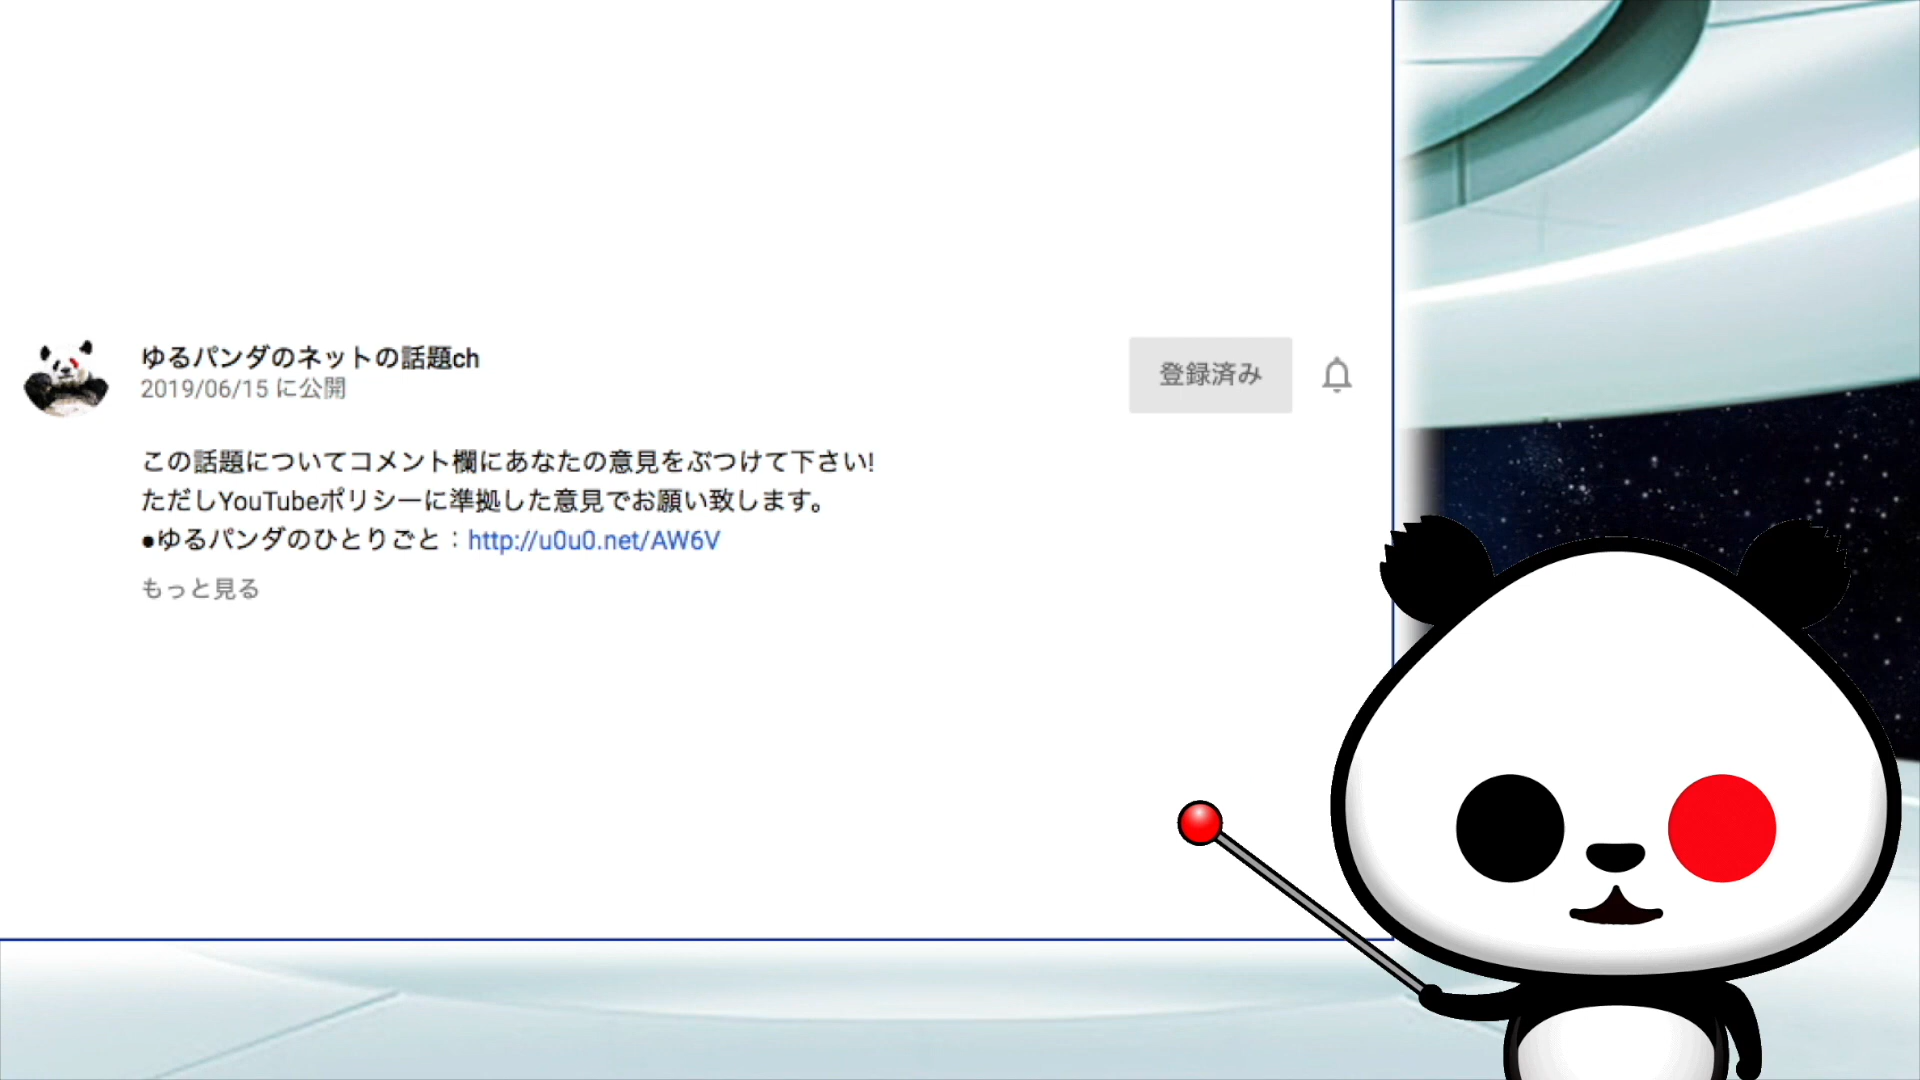 ゆるパンダのネットの話題ch
2019/06/15 に公開
登録済み
この話題についてコメント欄にあなたの意見をぶつけて下さい!
ただしYouTubeポリシーに準拠した意見でお願い致します。
●ゆるパンダのひとりごと：http://u0u0.net/AW6V
もっと見る